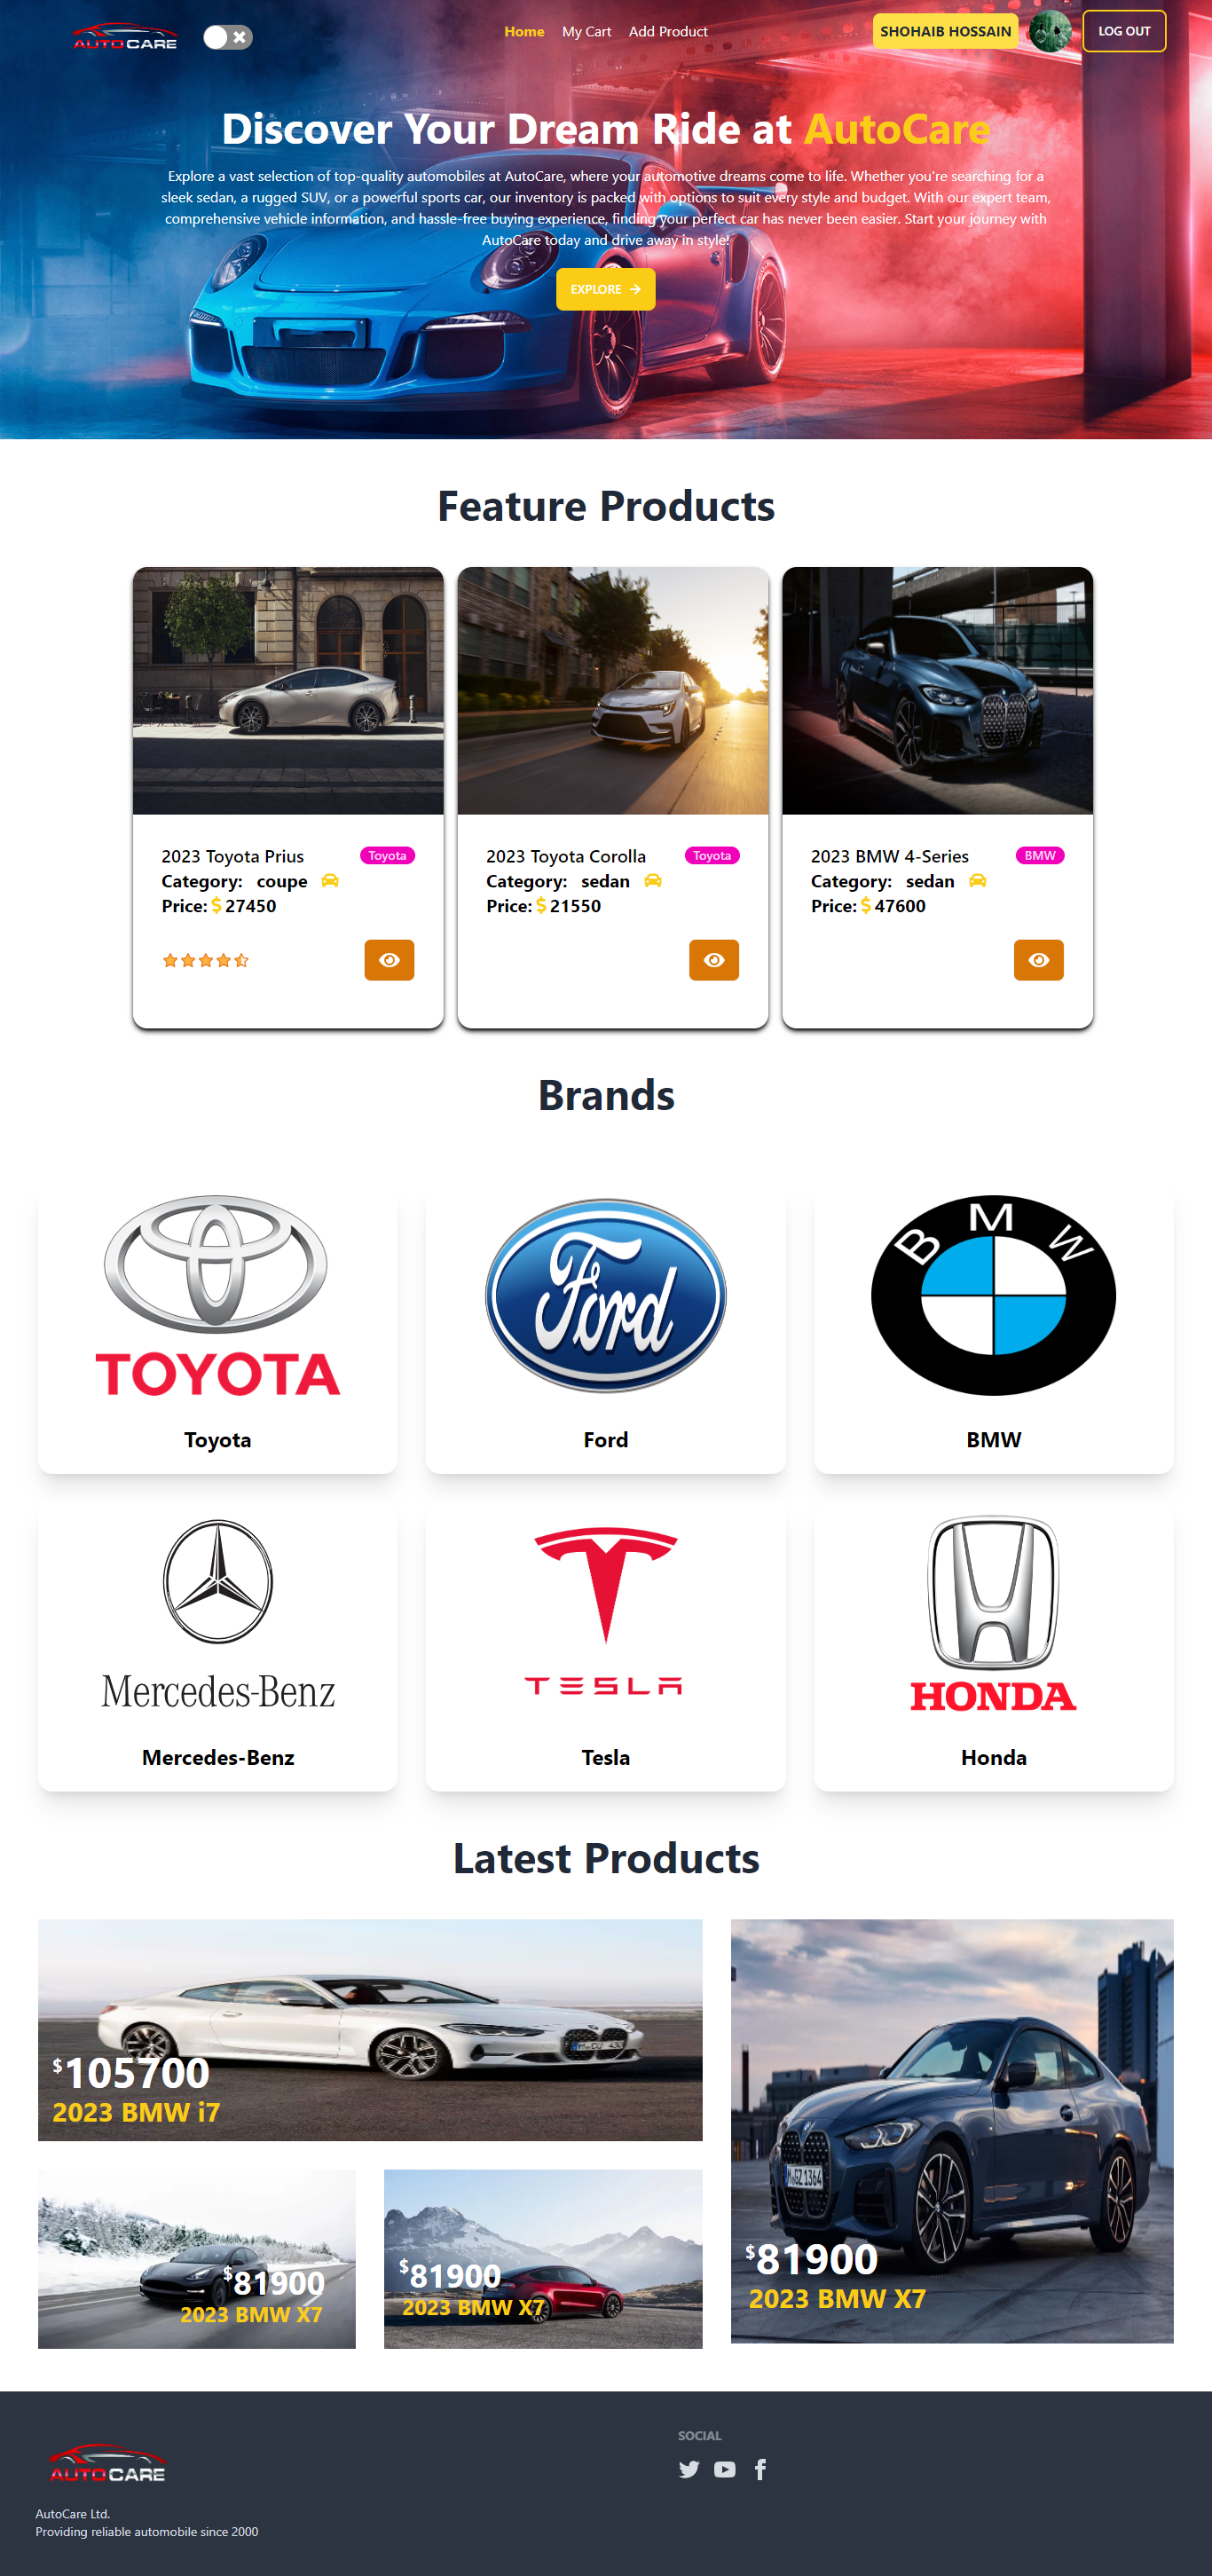 AUTOCARE
Home My Cart Add Product
SHOHAIB HOSSAIN
LOG OUT
Discover Your Dream Ride at AutoCare
Explore a vast selection of top-quality automobiles at AutoCare, where your automotive dreams come to life. Whether you're searching for a
sleek sedan, a rugged SUV, or a powerful sports car, our inventory is packed with options to suit every style and budget. With our expert team,
comprehensive vehicle information, and hassle-free buying experience, finding your perfect car has never been easier. Start your journey with
AutoCare today and drive away in style!
EXPLORE
Feature Products
2023 Toyota Prius
Toyota
Category: coupe
Price: $ 27450
2023 Toyota Corolla
Toyota
Category: sedan
Price: $ 21550
2023 BMW 4-Series
BMW
Category: sedan
Price: $ 47600
Brands
TOYOTA
Toyota
Ford
Ford
BMW
BMW
Mercedes-Benz
Mercedes-Benz
TESLA
Tesla
HONDA
Honda
Latest Products
$105700
2023 BMW i7
$81900
2023 BMW X7
$81900
2023 BMW X7
$81900
2023 BMW X7
AUTOCARE
AutoCare Ltd.
Providing reliable automobile since 2000
SOCIAL